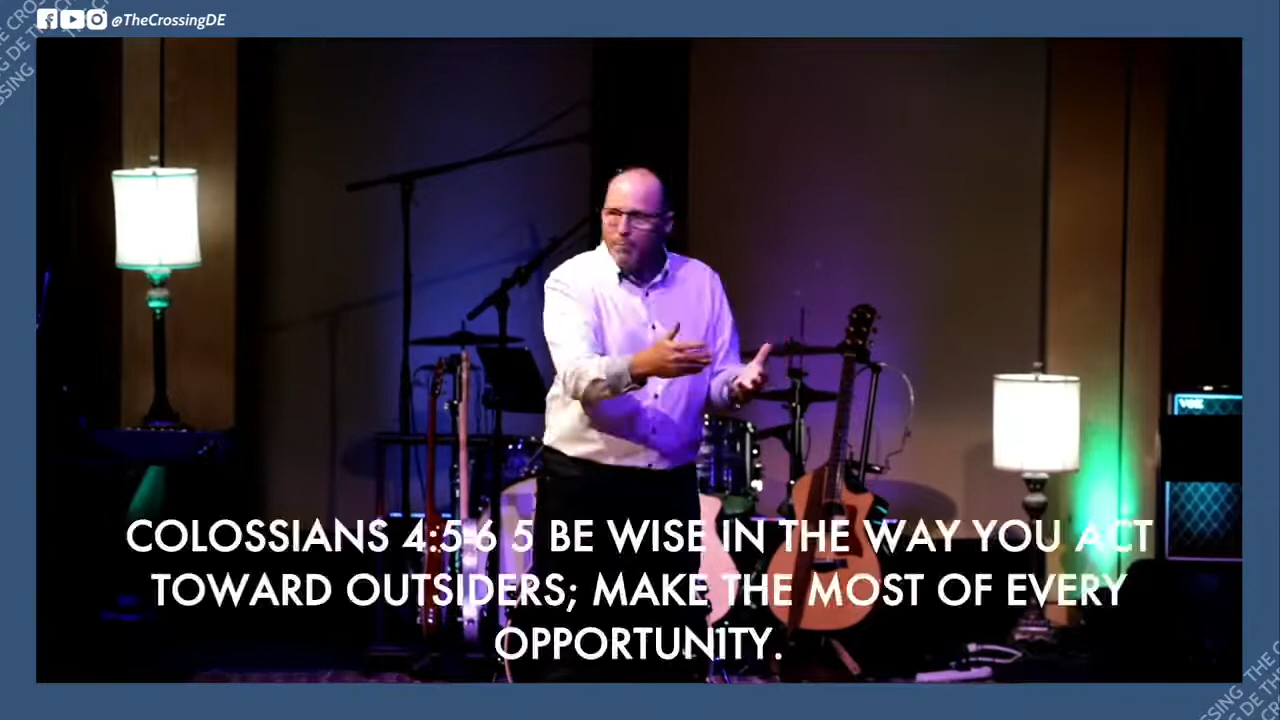 @TheCrossingDE
COLOSSIANS 4:5-6 5 BE WISE IN THE WAY YOU ACT
TOWARD OUTSIDERS; MAKE THE MOST OF EVERY
OPPORTUNITY.
VOX